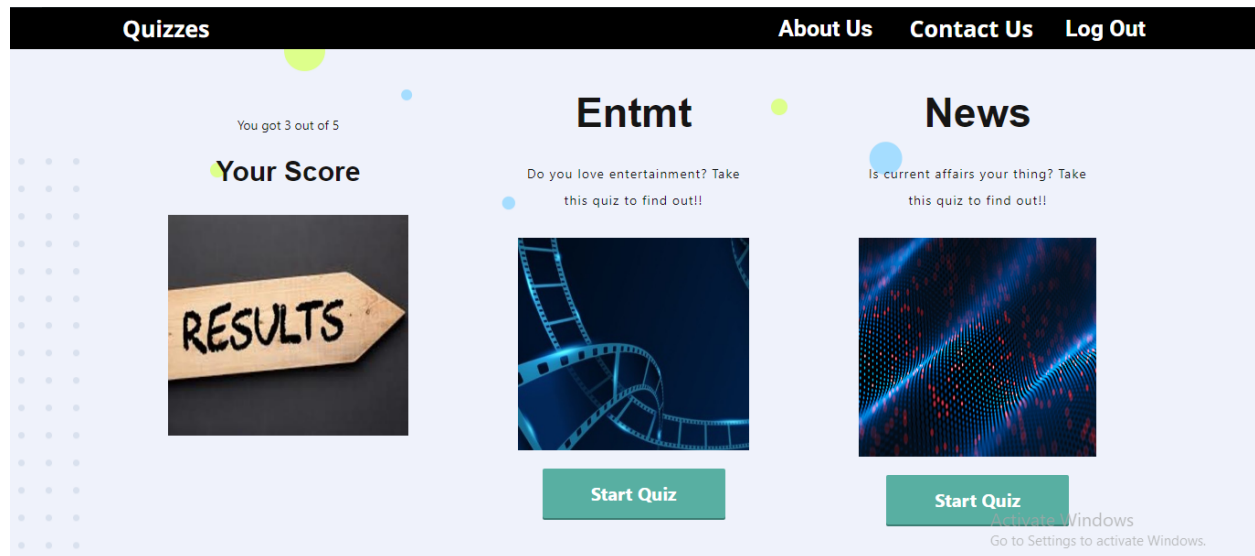 Quizzes
About Us
Contact Us
Log Out
You got 3 out of 5
Your Score
RESULTS
Entmt
Do you love entertainment? Take
this quiz to find out!!
Start Quiz
News
Is current affairs your thing? Take
this quiz to find out!!
Start Quiz
Activate Windows
Go to Settings to activate Windows.